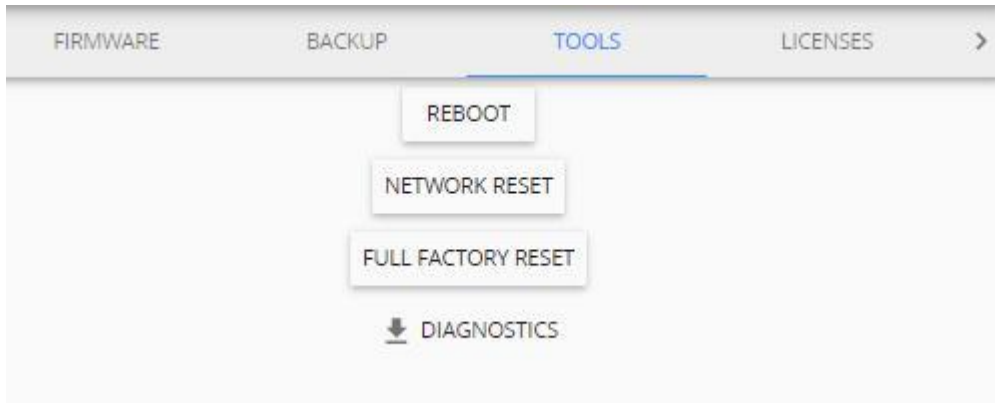 FIRMWARE BACKUP TOOLS LICENSES
REBOOT
NETWORK RESET
FULL FACTORY RESET
DIAGNOSTICS